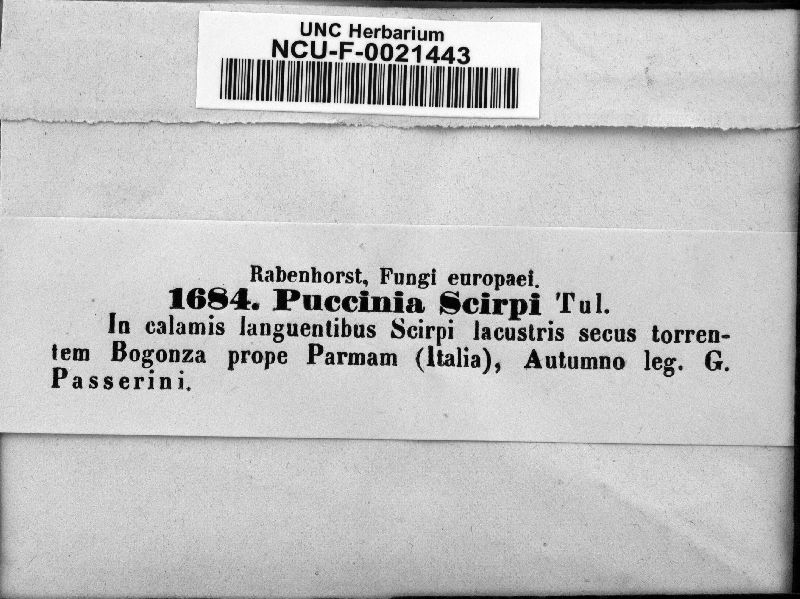 UNC Herbarium
NCU-F-0021443
Rabenhorst, Fungi europaei.
1684. Puccinia Scirpi Tul.
In calamis languentibus Scirpi lacustris secus torren-
tem Bogonza prope Parmam (Italia), Autumno leg. G.
Passerini.